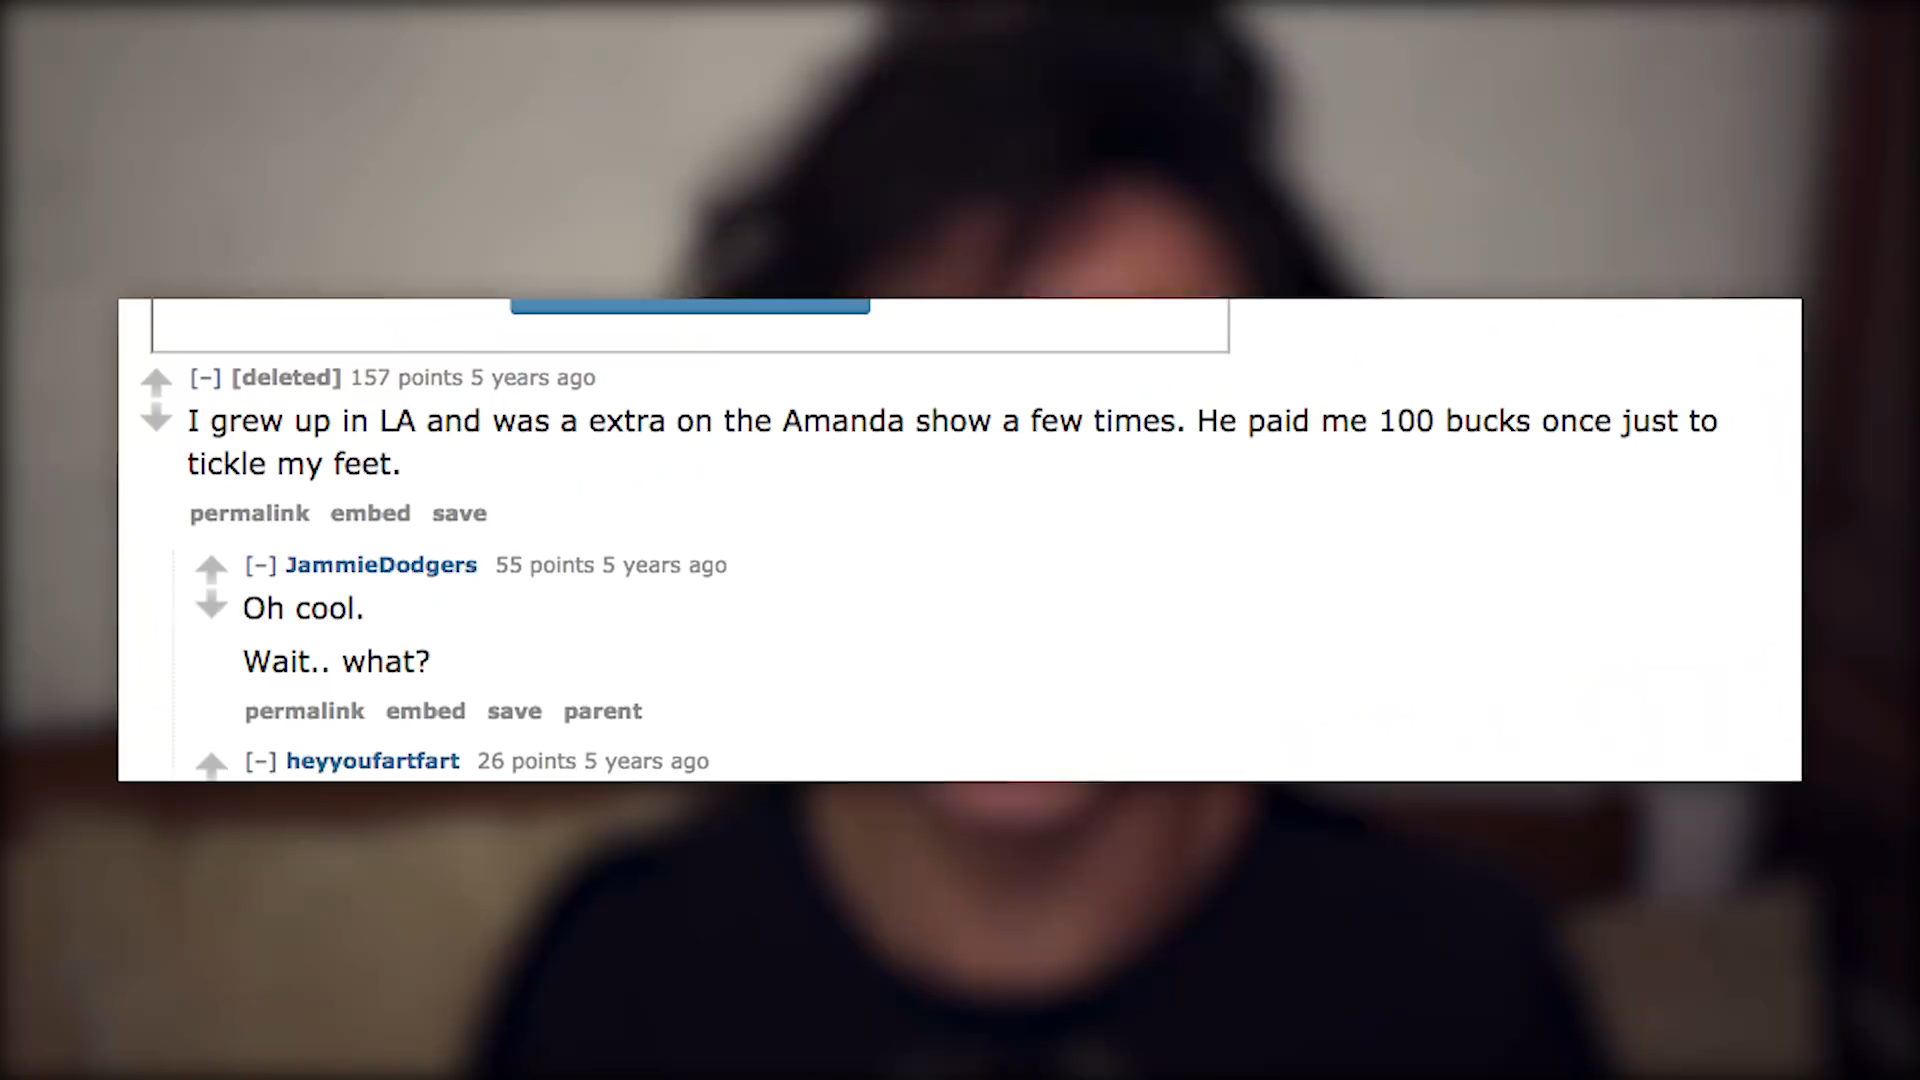 [–] [deleted] 157 points 5 years ago
I grew up in LA and was a extra on the Amanda show a few times. He paid me 100 bucks once just to
tickle my feet.
permalink embed save
[–] JammieDodgers 55 points 5 years ago
Oh cool.
Wait.. what?
permalink embed save parent
[–] heyyoufartfart 26 points 5 years ago